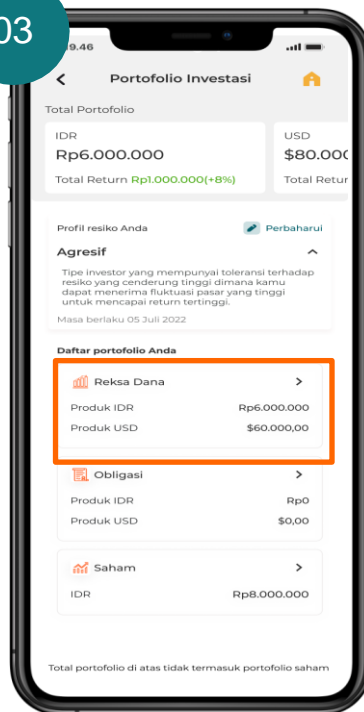 03
9.46
Portofolio Investasi
Total Portofolio
IDR
Rp6.000.000
Total Return Rp1.000.000(+8%)
USD
$80.000
Total Retur
Profil resiko Anda
Perbaharui
Agresif
Tipe investor yang mempunyai toleransi terhadap
resiko yang cenderung tinggi dimana kamu
dapat menerima fluktuasi pasar yang tinggi
untuk mencapai return tertinggi.
Masa berlaku 05 Juli 2022
Daftar portofolio Anda
Reksa Dana
Produk IDR Rp6.000.000
Produk USD $60.000,00
Obligasi
Produk IDR Rp0
Produk USD $0,00
Saham
IDR Rp8.000.000
Total portofolio di atas tidak termasuk portofolio saham